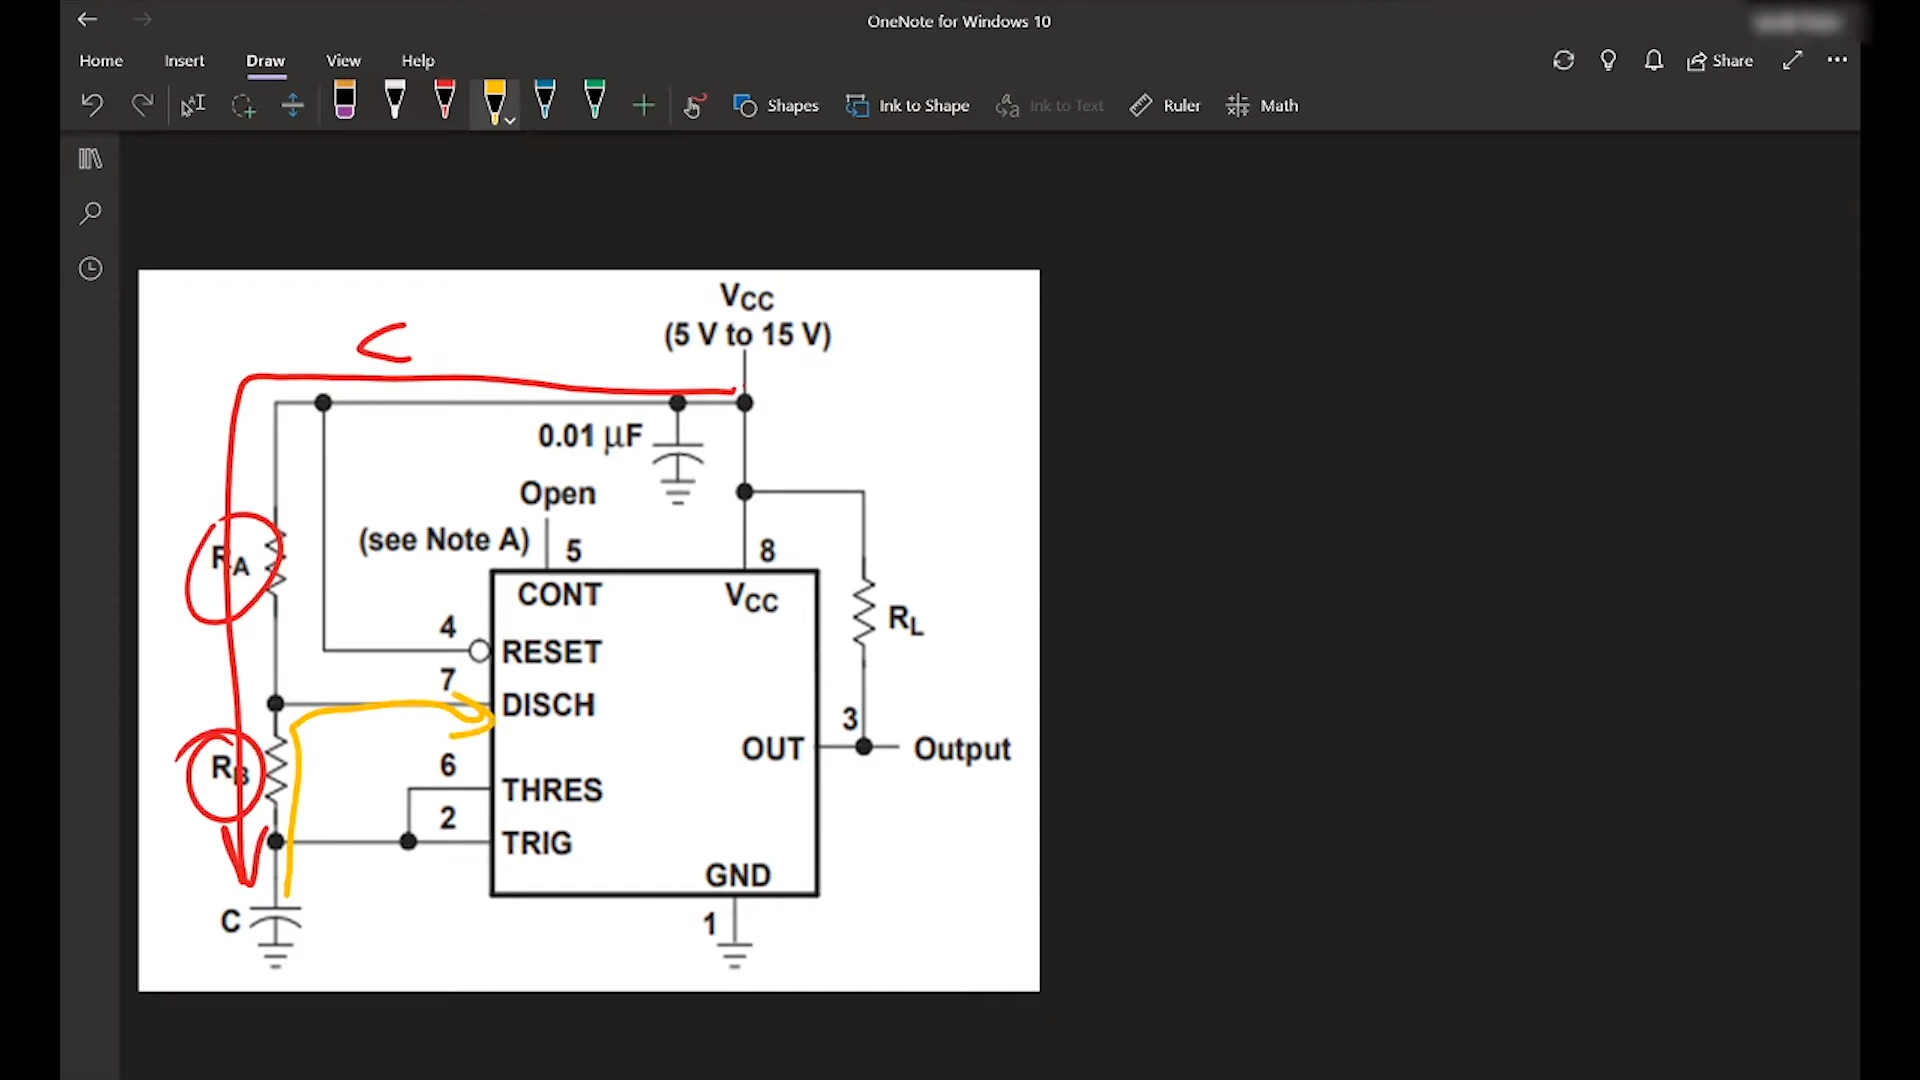 OneNote for Windows 10
Home Insert Draw View Help
Share
Shapes Ink to Shape Ink to Text Ruler Math
VCC
(5 V to 15 V)
C
0.01 μF
Open
(see Note A)
5
8
RA
CONT
VCC
4
RESET
RL
7
DISCH
3
OUT
Output
RB
6
THRES
2
TRIG
GND
C
1